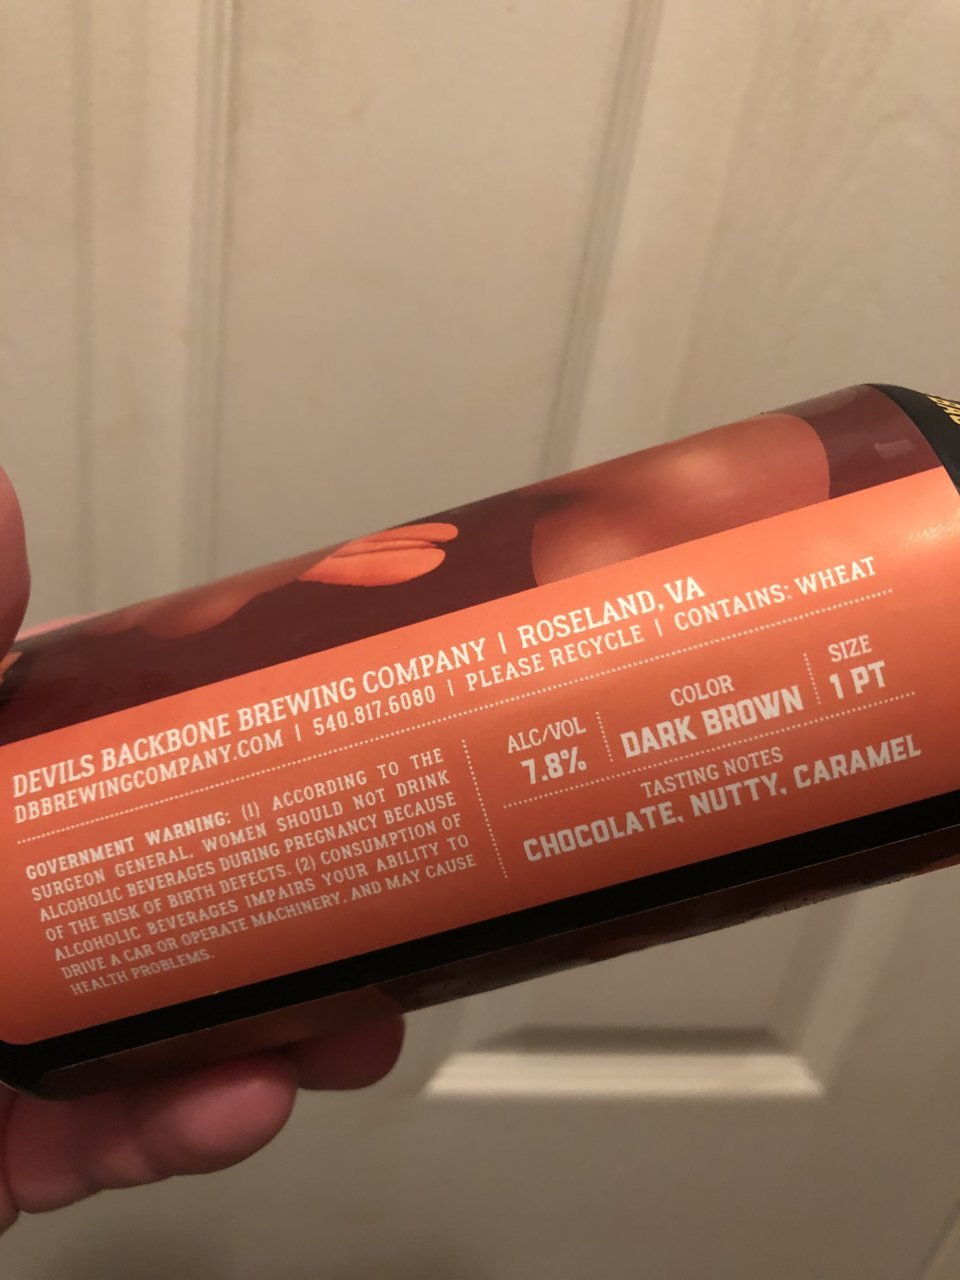 DEVILS BACKBONE BREWING COMPANY | ROSELAND, VA
DBBREWINGCOMPANY.COM | 540.817.6080 | PLEASE RECYCLE | CONTAINS: WHEAT
GOVERNMENT WARNING: (1) ACCORDING TO THE
SURGEON GENERAL, WOMEN SHOULD NOT DRINK
ALCOHOLIC BEVERAGES DURING PREGNANCY BECAUSE
OF THE RISK OF BIRTH DEFECTS. (2) CONSUMPTION OF
ALCOHOLIC BEVERAGES IMPAIRS YOUR ABILITY TO
DRIVE A CAR OR OPERATE MACHINERY, AND MAY CAUSE
HEALTH PROBLEMS.
ALC/VOL
7.8%
COLOR
DARK BROWN
SIZE
1 PT
TASTING NOTES
CHOCOLATE, NUTTY, CARAMEL